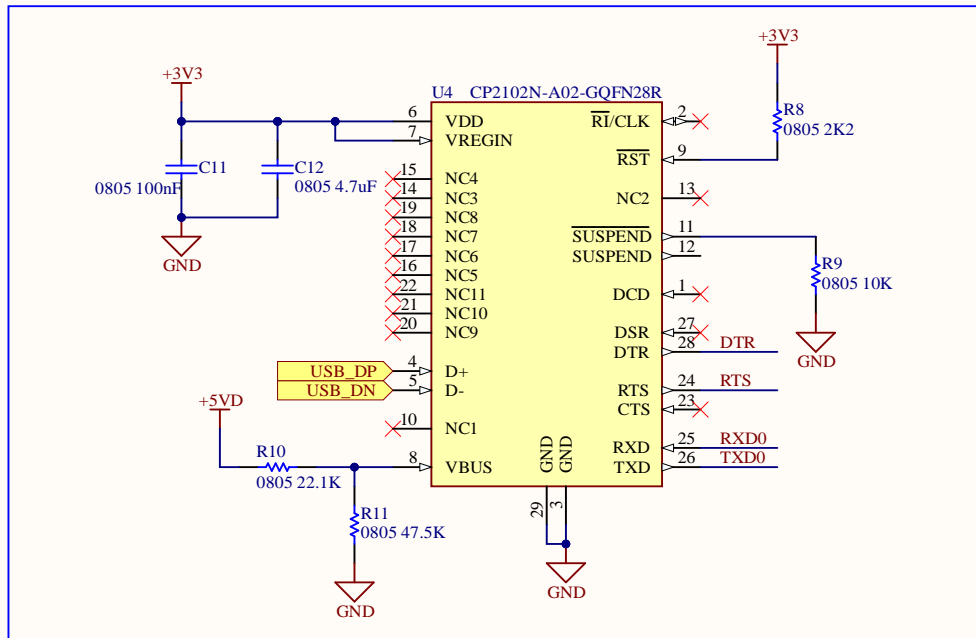 +3V3
C11
0805 100nF
C12
0805 4.7uF
GND
U4 CP2102N-A02-GQFN28R
6 VDD
7 VREGIN
15 NC4
14 NC3
19 NC8
18 NC7
17 NC6
16 NC5
22 NC11
21 NC10
20 NC9
USB_DP 4 D+
USB_DN 5 D-
10 NC1
8 VBUS
+5VD
R10
0805 22.1K
R11
0805 47.5K
GND
GND
GND
29
3
GND
RI/CLK 2
RST 9
NC2 13
SUSPEND 11
SUSPEND 12
DCD 1
DSR 27
DTR 28 DTR
RTS 24 RTS
CTS 23
RXD 25 RXD0
TXD 26 TXD0
+3V3
R8
0805 2K2
R9
0805 10K
GND